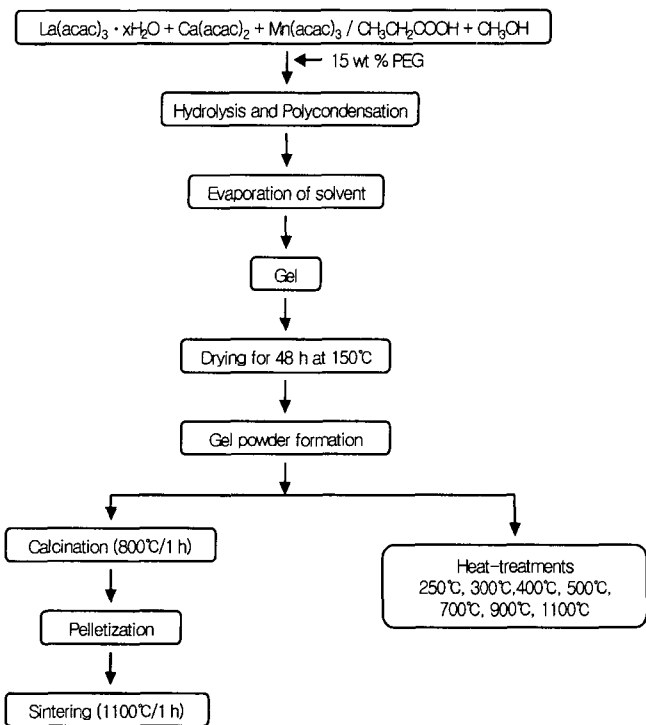 La(acac)₃ · xH₂O + Ca(acac)₂ + Mn(acac)₃ / CH₃CH₂COOH + CH₃OH
15 wt % PEG
Hydrolysis and Polycondensation
Evaporation of solvent
Gel
Drying for 48 h at 150℃
Gel powder formation
Calcination (800℃/1 h)
Pelletization
Sintering (1100℃/1 h)
Heat-treatments
250℃, 300℃,400℃, 500℃,
700℃, 900℃, 1100℃